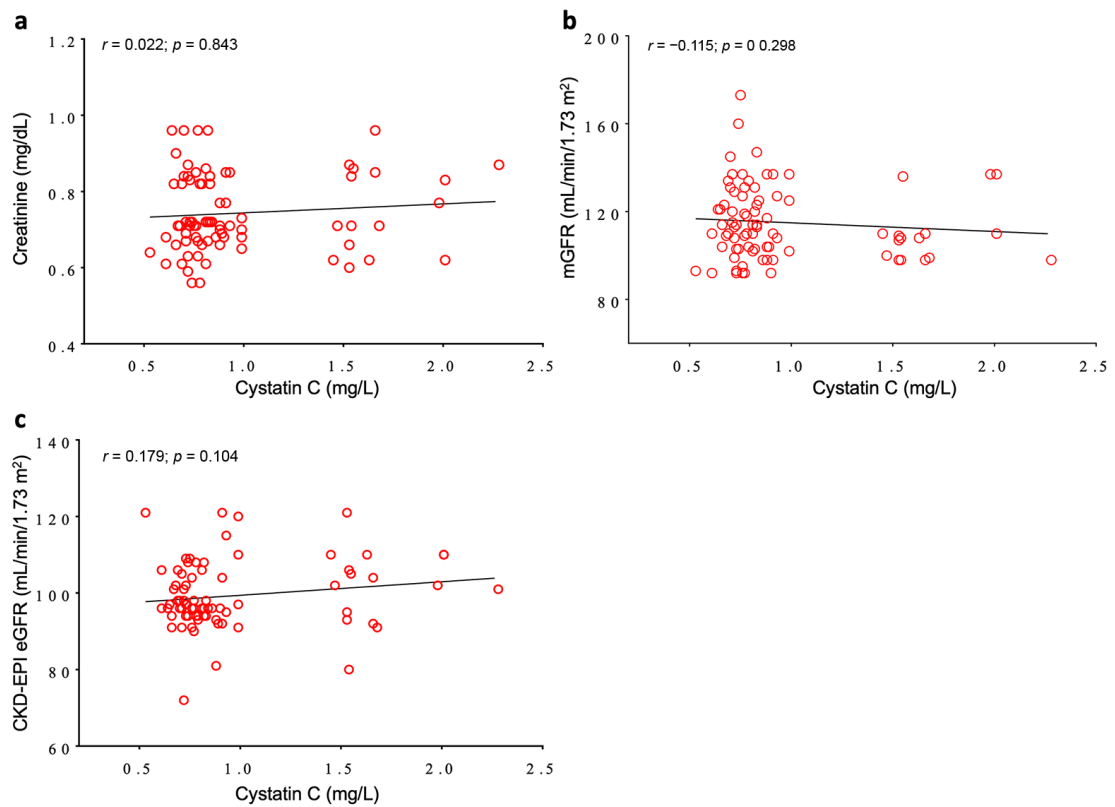 a
r = 0.022; p = 0.843
Creatinine (mg/dL)
1.2
1.0
0.8
0.6
0.4
0.5 1.0 1.5 2.0 2.5
Cystatin C (mg/L)
b
r = −0.115; p = 0 0.298
mGFR (mL/min/1.73 m²)
200
160
120
80
0.5 1.0 1.5 2.0 2.5
Cystatin C (mg/L)
c
r = 0.179; p = 0.104
CKD-EPI eGFR (mL/min/1.73 m²)
140
120
100
80
60
0.5 1.0 1.5 2.0 2.5
Cystatin C (mg/L)